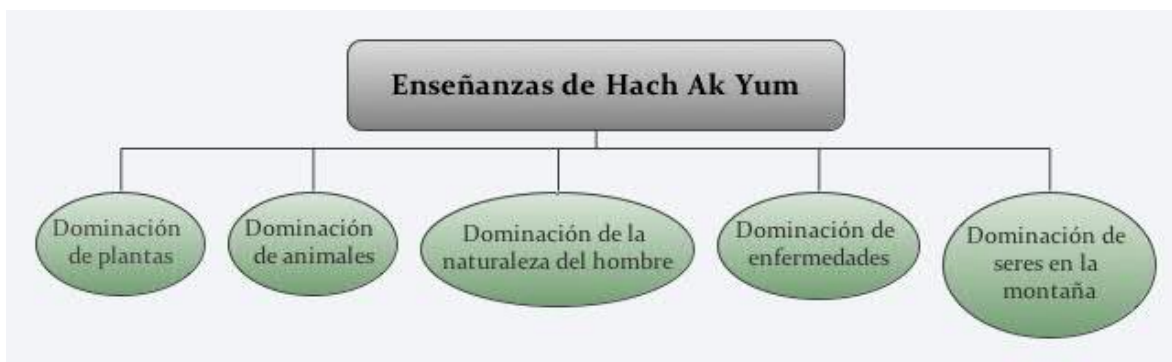 Enseñanzas de Hach Ak Yum
Dominación
de plantas
Dominación
de animales
Dominación de la
naturaleza del hombre
Dominación de
enfermedades
Dominación de
seres en la
montaña